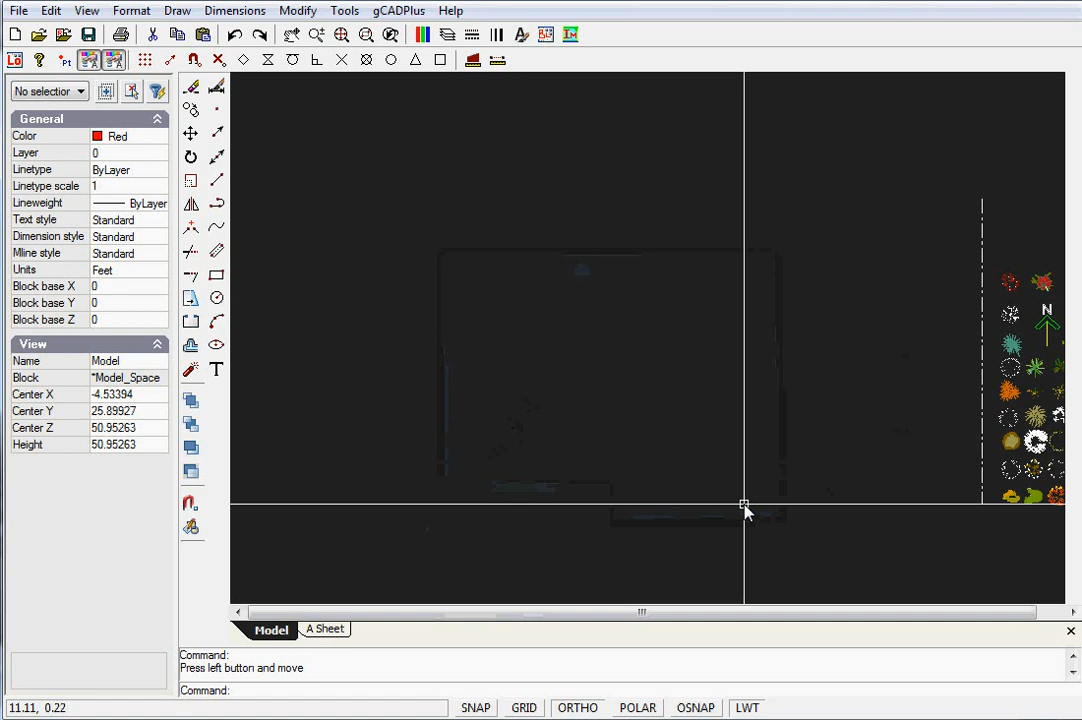 File Edit View Format Draw Dimensions Modify Tools gCADPlus Help
LO ? Pt
No selectior
General
Color Red
Layer 0
Linetype ByLayer
Linetype scale 1
Lineweight ByLayer
Text style Standard
Dimension style Standard
Mline style Standard
Units Feet
Block base X 0
Block base Y 0
Block base Z 0
View
Name Model
Block *Model_Space
Center X -4.53394
Center Y 25.89927
Center Z 50.95263
Height 50.95263
T
N
Model A Sheet
Command:
Press left button and move
Command:
11.11, 0.22 SNAP GRID ORTHO POLAR OSNAP LWT